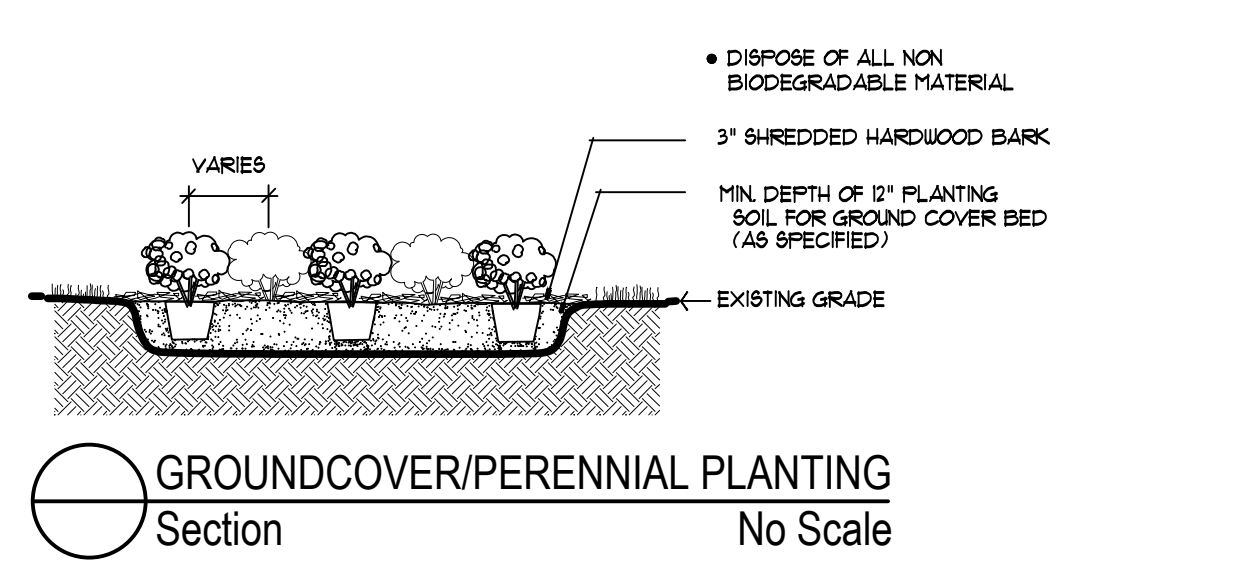 ● DISPOSE OF ALL NON
BIODEGRADABLE MATERIAL
3" SHREDDED HARDWOOD BARK
VARIES
MIN. DEPTH OF 12" PLANTING
SOIL FOR GROUND COVER BED
(AS SPECIFIED)
EXISTING GRADE
GROUNDCOVER/PERENNIAL PLANTING
Section No Scale